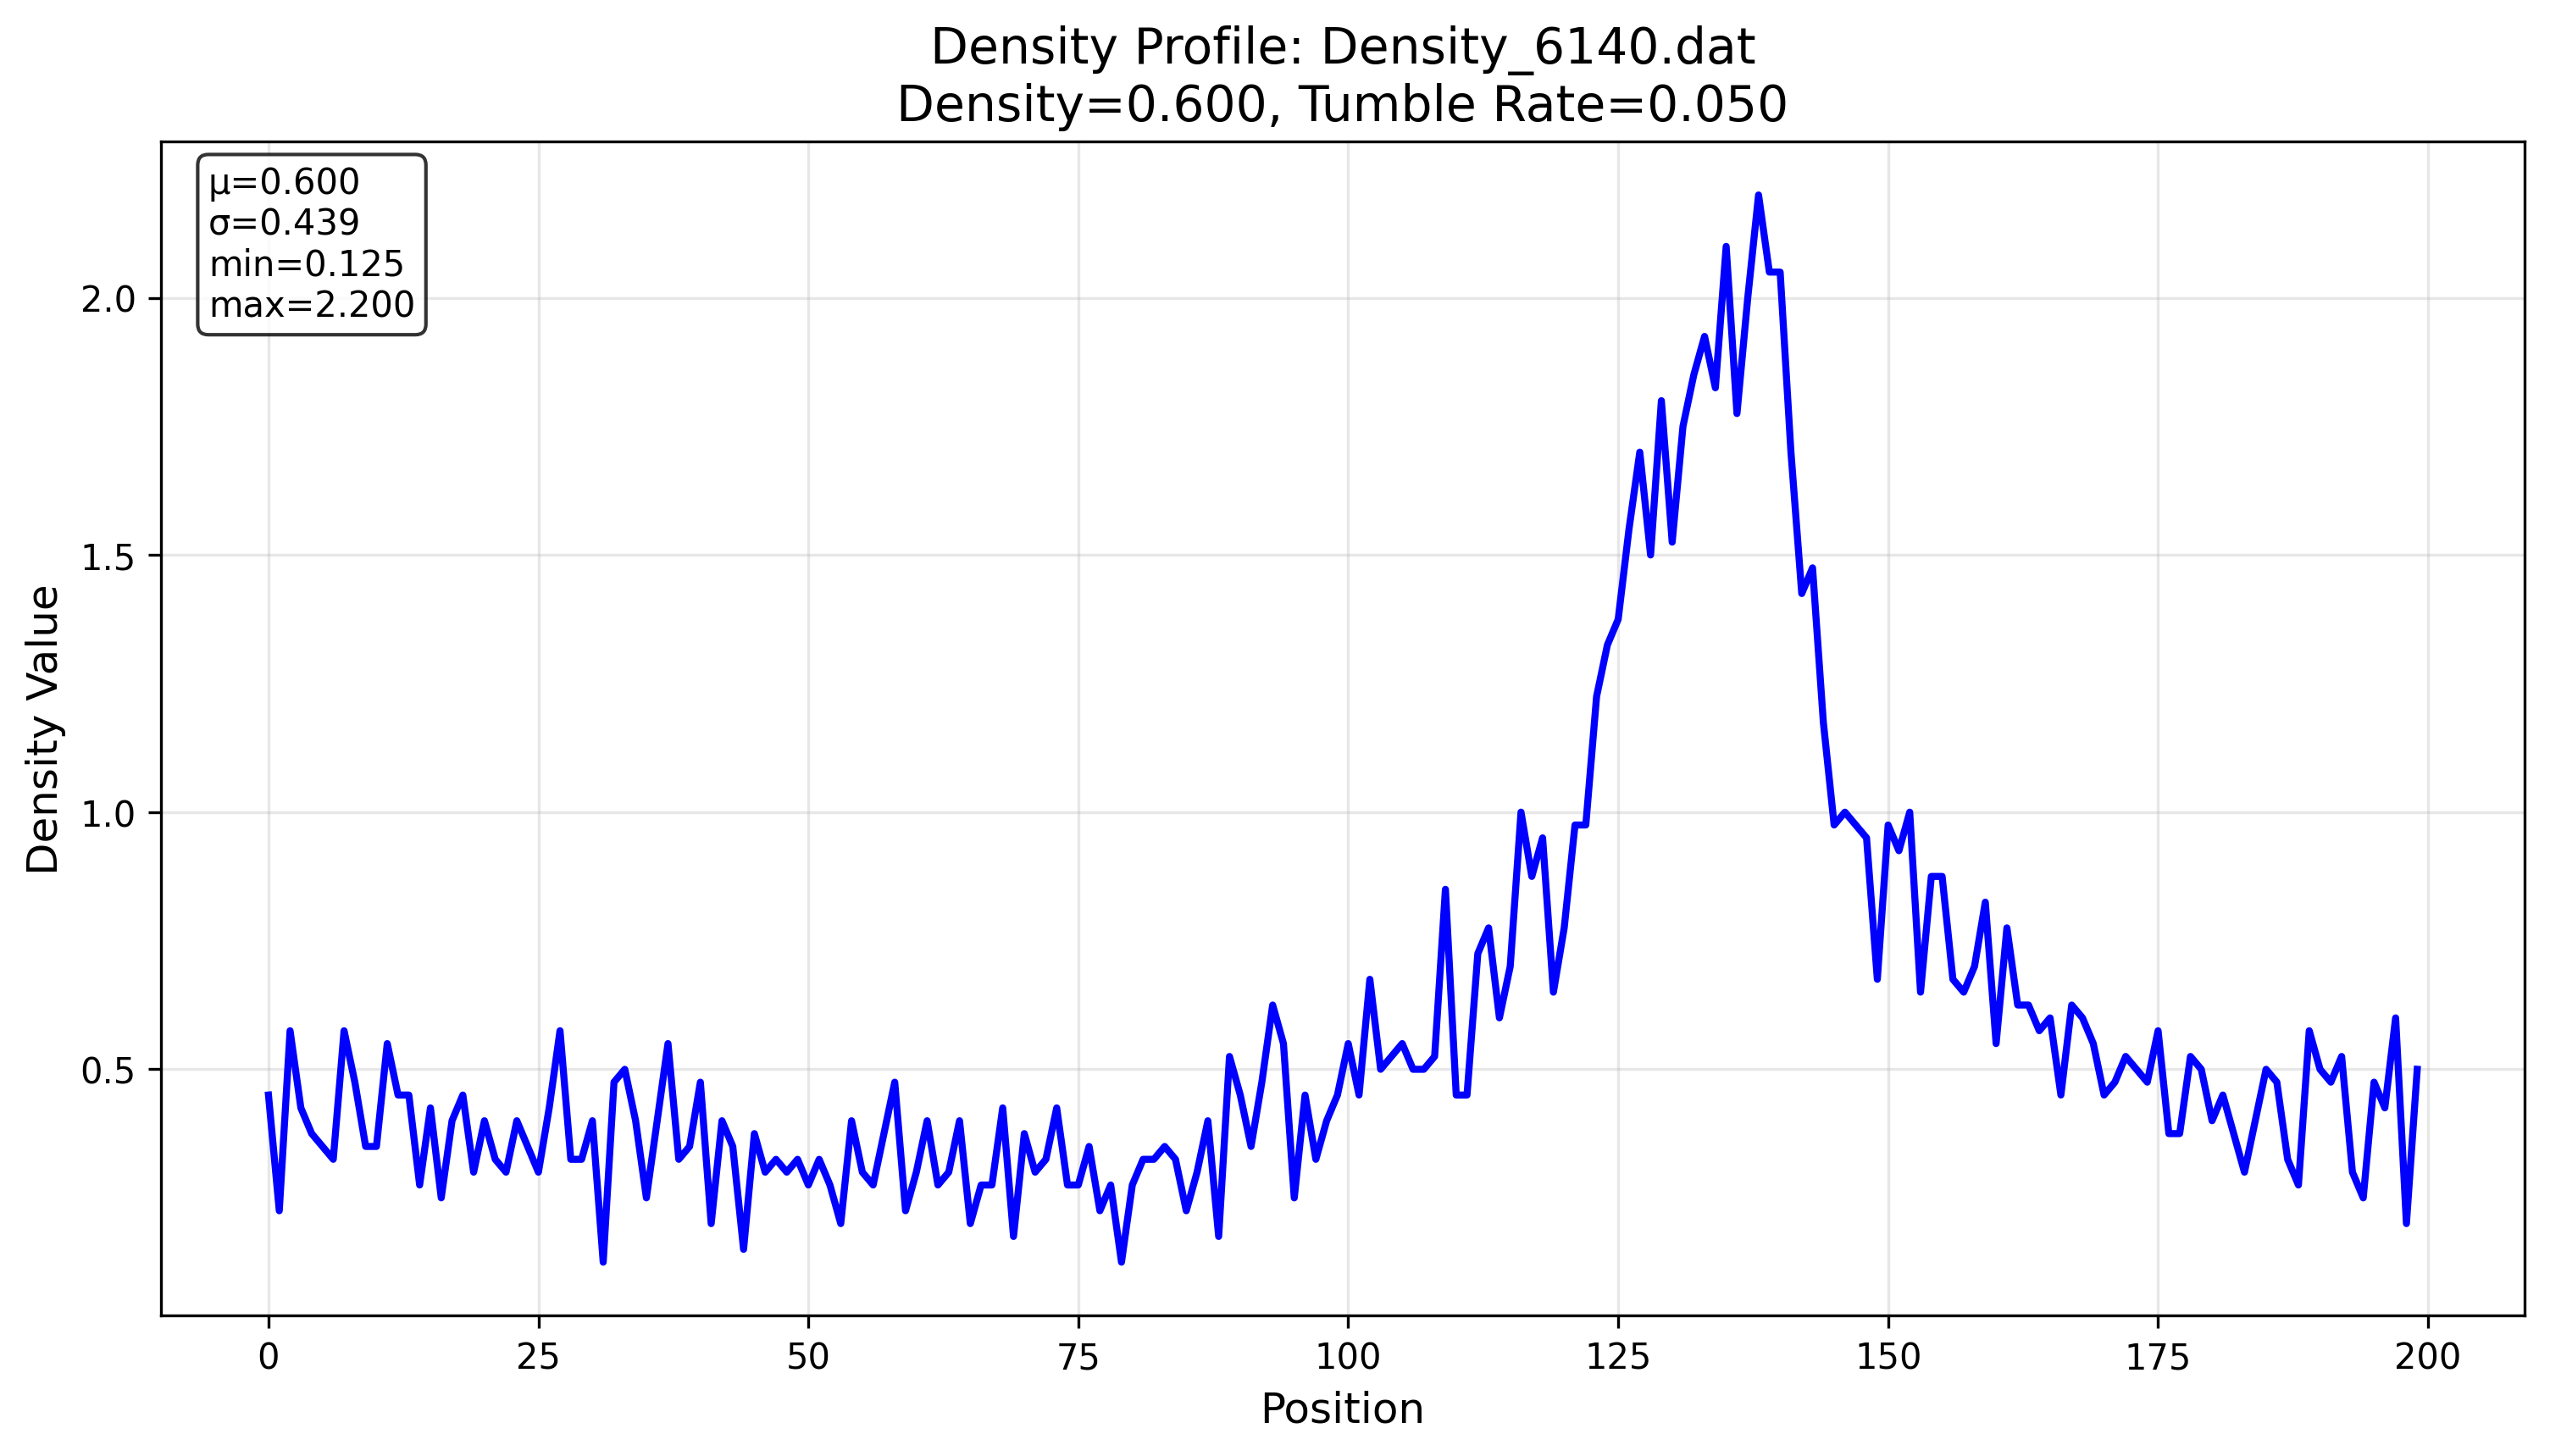 Density Profile: Density_6140.dat
Density=0.600, Tumble Rate=0.050
μ=0.600
σ=0.439
min=0.125
max=2.200
Density Value
2.0
1.5
1.0
0.5
0 25 50 75 100 125 150 175 200
Position